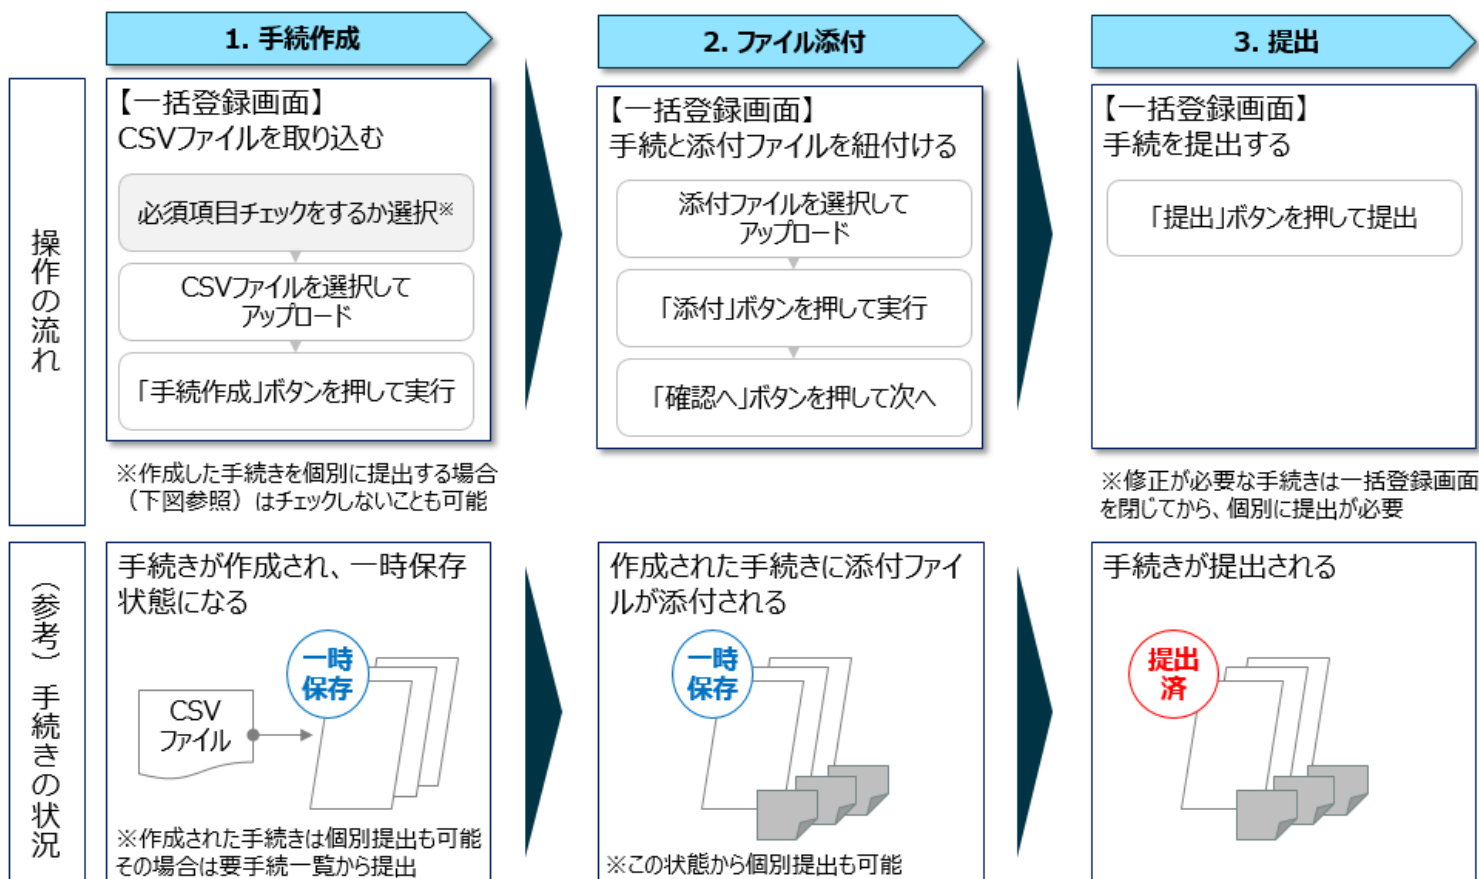 1. 手続作成
2. ファイル添付
3. 提出
操作の流れ
【一括登録画面】
CSVファイルを取り込む
必須項目チェックをするか選択※
CSVファイルを選択して
アップロード
「手続作成」ボタンを押して実行
※作成した手続きを個別に提出する場合
（下図参照）はチェックしないことも可能
【一括登録画面】
手続と添付ファイルを紐付ける
添付ファイルを選択して
アップロード
「添付」ボタンを押して実行
「確認へ」ボタンを押して次へ
【一括登録画面】
手続を提出する
「提出」ボタンを押して提出
※修正が必要な手続きは一括登録画面
を閉じてから、個別に提出が必要
（参考）手続きの状況
手続きが作成され、一時保存
状態になる
一時
保存
CSV
ファイル
※作成された手続きは個別提出も可能
その場合は要手続一覧から提出
作成された手続きに添付ファイ
ルが添付される
一時
保存
※この状態から個別提出も可能
手続きが提出される
提出
済